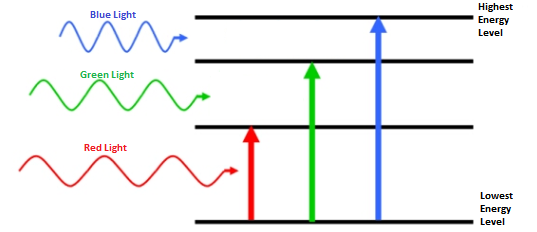 Blue Light
Highest
Energy
Level
Green Light
Red Light
Lowest
Energy
Level